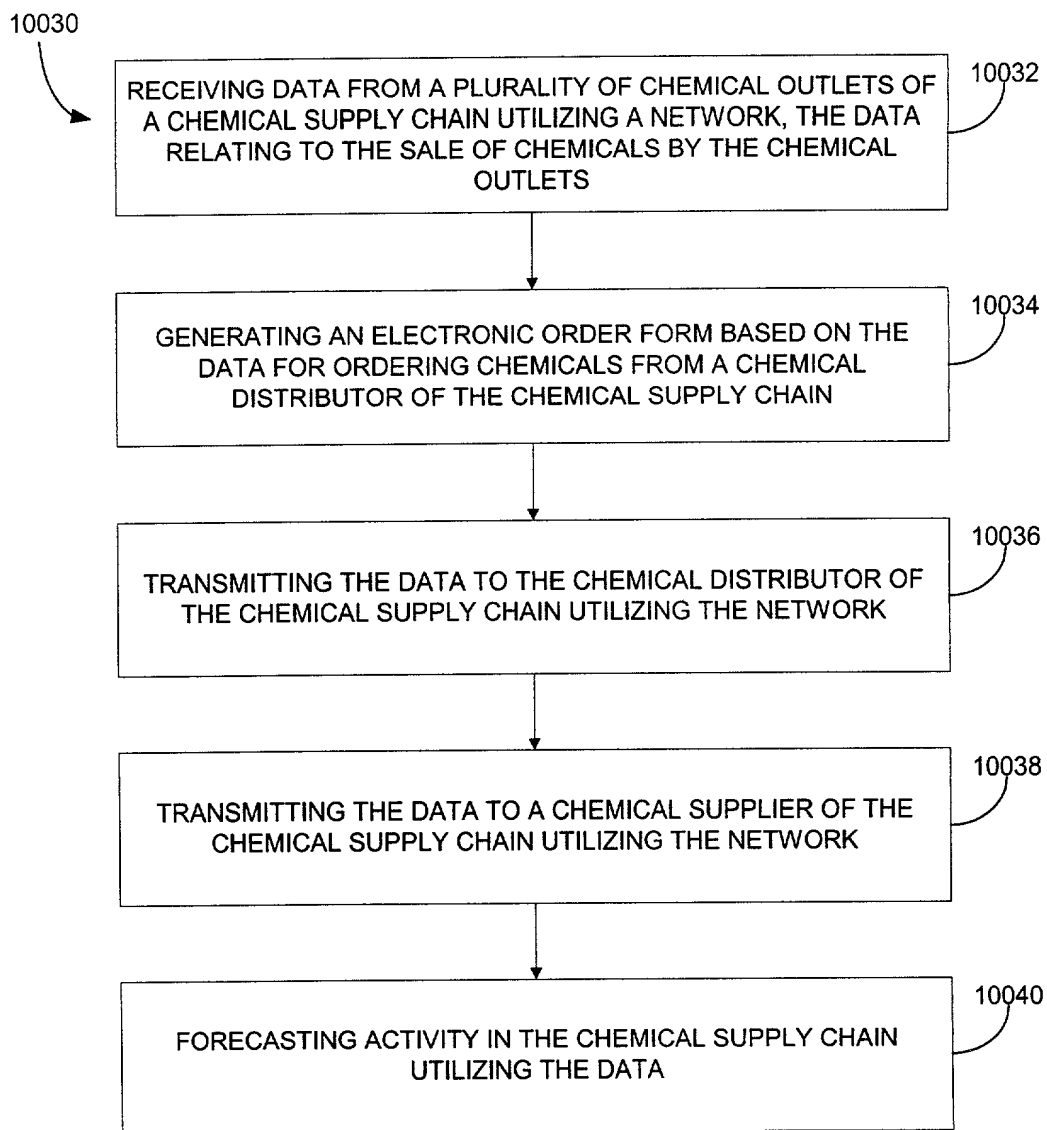 10030
RECEIVING DATA FROM A PLURALITY OF CHEMICAL OUTLETS OF
A CHEMICAL SUPPLY CHAIN UTILIZING A NETWORK, THE DATA
RELATING TO THE SALE OF CHEMICALS BY THE CHEMICAL
OUTLETS
10032
GENERATING AN ELECTRONIC ORDER FORM BASED ON THE
DATA FOR ORDERING CHEMICALS FROM A CHEMICAL
DISTRIBUTOR OF THE CHEMICAL SUPPLY CHAIN
10034
TRANSMITTING THE DATA TO THE CHEMICAL DISTRIBUTOR OF
THE CHEMICAL SUPPLY CHAIN UTILIZING THE NETWORK
10036
TRANSMITTING THE DATA TO A CHEMICAL SUPPLIER OF THE
CHEMICAL SUPPLY CHAIN UTILIZING THE NETWORK
10038
FORECASTING ACTIVITY IN THE CHEMICAL SUPPLY CHAIN
UTILIZING THE DATA
10040